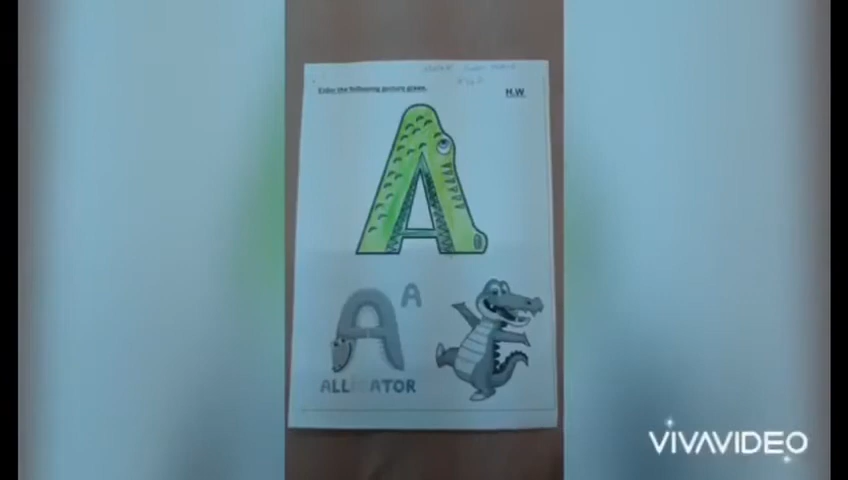 Color the following picture green.
H.W
A
A
A
ALLIGATOR
VIVAVIDEO